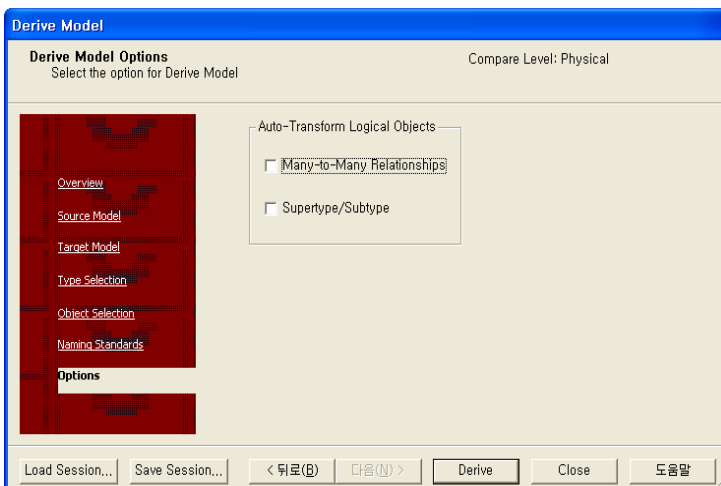 Derive Model
Derive Model Options
Select the option for Derive Model
Compare Level: Physical
Overview
Source Model
Target Model
Type Selection
Object Selection
Naming Standards
Options
Auto-Transform Logical Objects
Many-to-Many Relationships
Supertype/Subtype
Load Session...
Save Session...
< 뒤로(B)
다음(N) >
Derive
Close
도움말